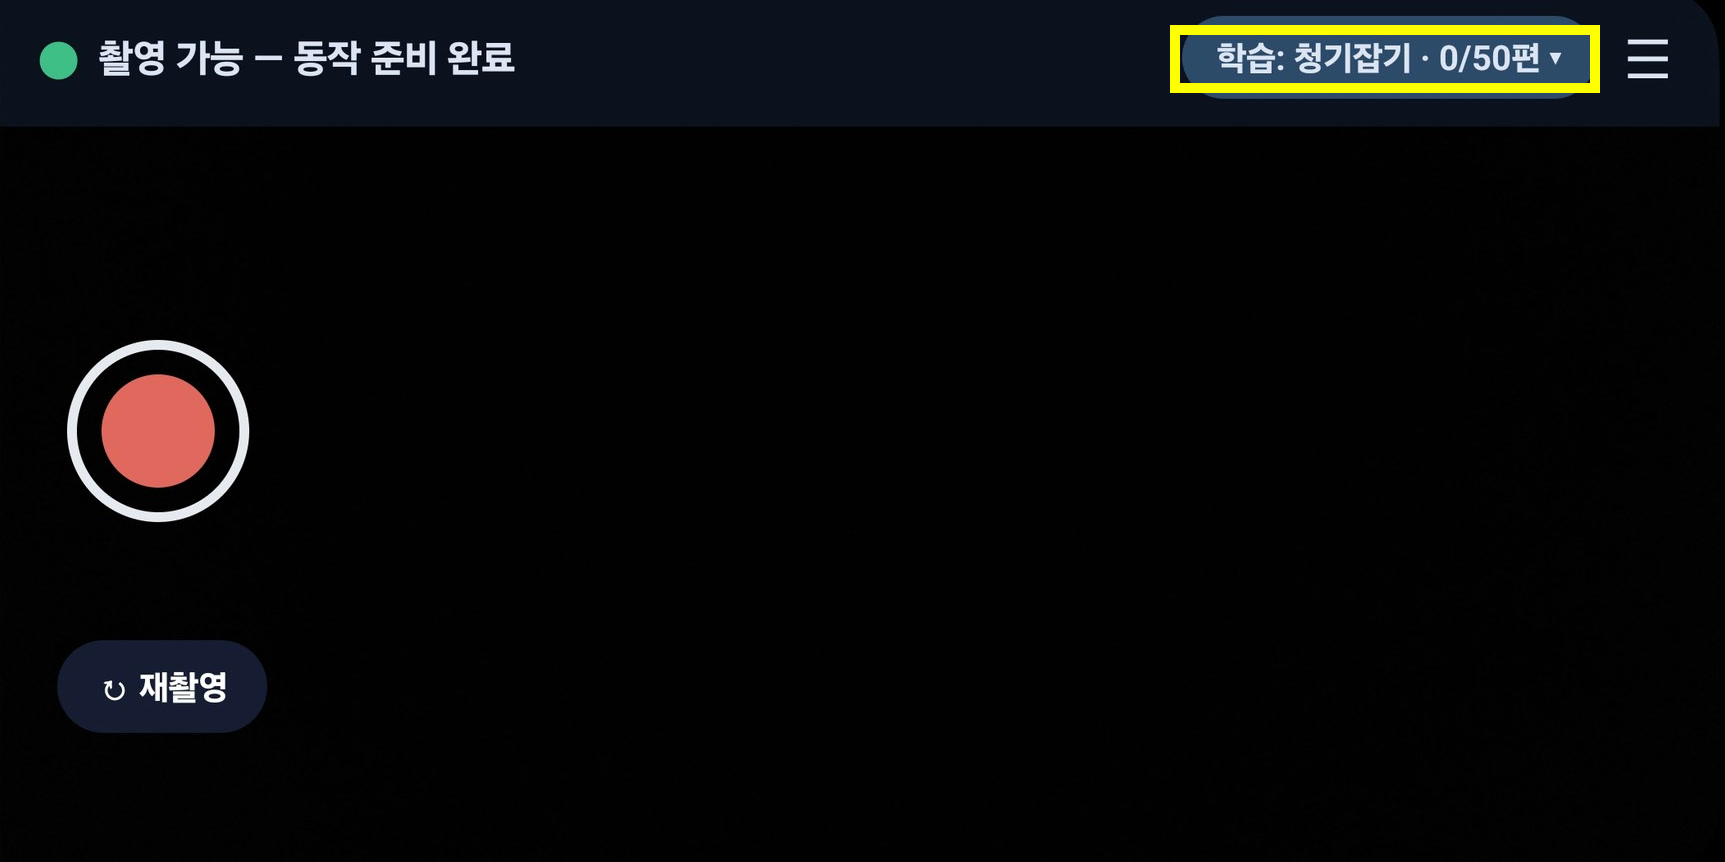 촬영 가능 — 동작 준비 완료
학습: 청기잡기 · 0/50편 ▾
↻ 재촬영